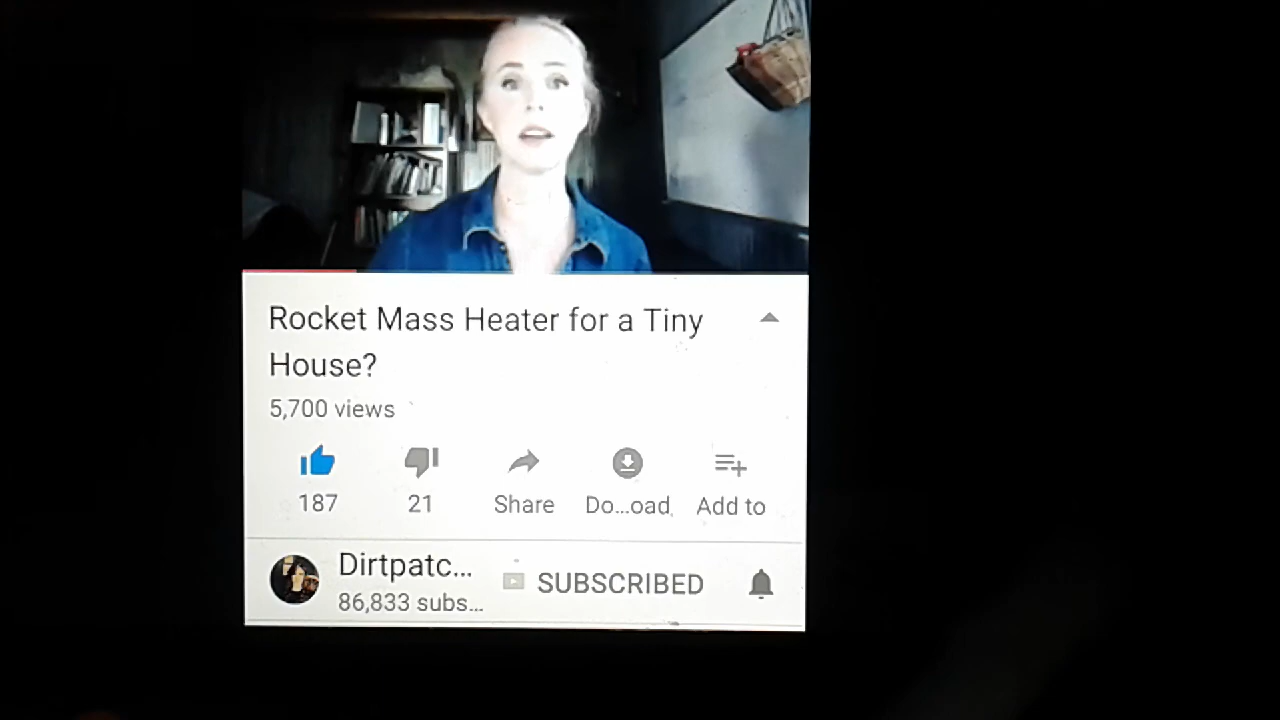 Rocket Mass Heater for a Tiny
House?
5,700 views
187 21 Share Do...oad Add to
Dirtpatc...
SUBSCRIBED
86,833 subs...